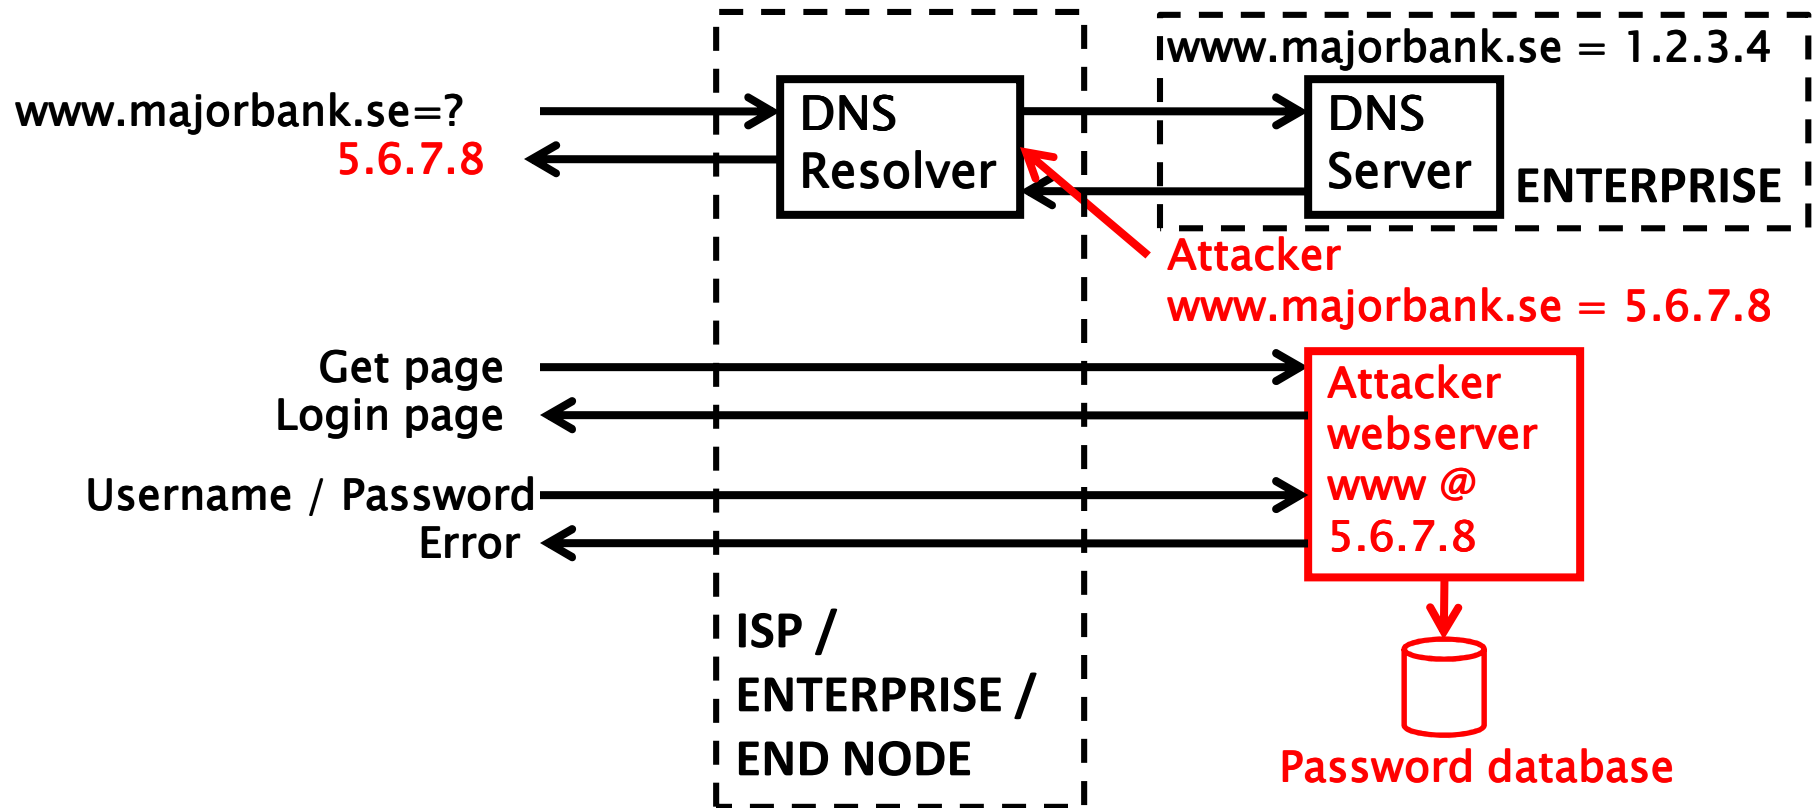 www.majorbank.se = 1.2.3.4
www.majorbank.se=?
5.6.7.8
DNS
Resolver
DNS
Server
ENTERPRISE
Attacker
www.majorbank.se = 5.6.7.8
Get page
Login page
Username / Password
Error
Attacker
webserver
www @
5.6.7.8
ISP /
ENTERPRISE /
END NODE
Password database